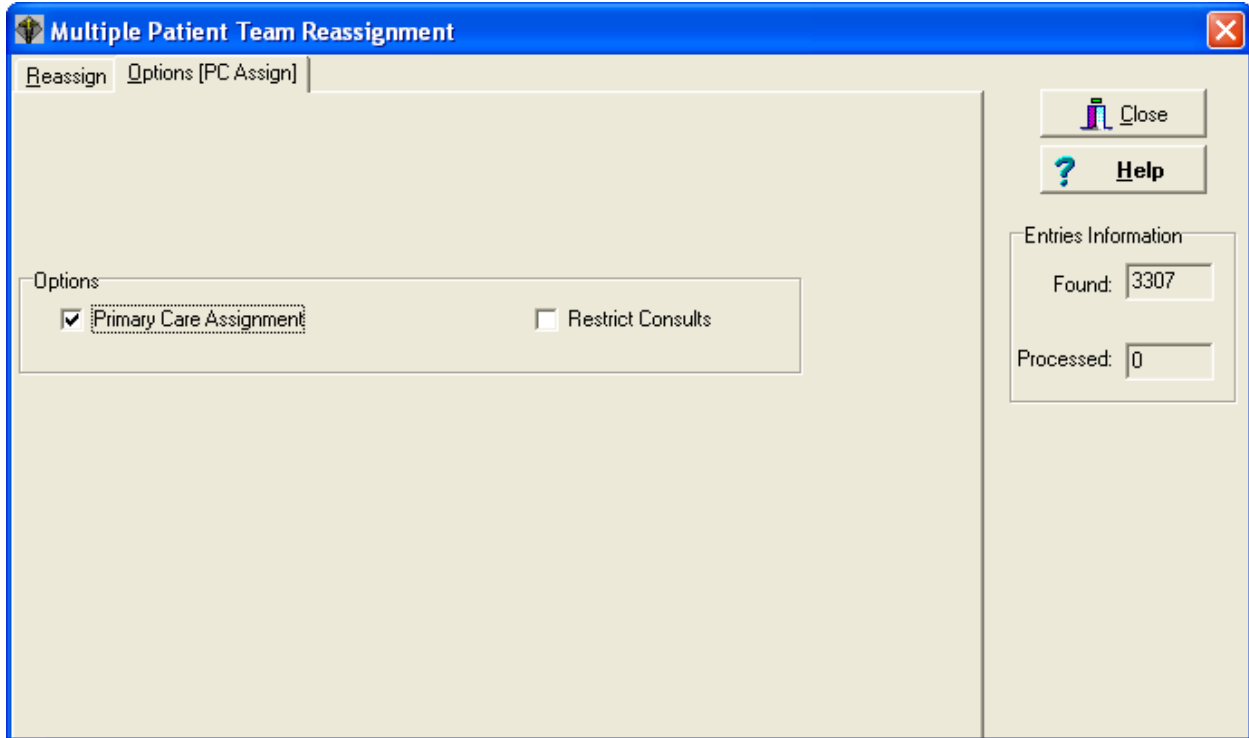 Multiple Patient Team Reassignment
Reassign Options [PC Assign]
Close
Help
Entries Information
Found: 3307
Processed: 0
Options
Primary Care Assignment Restrict Consults